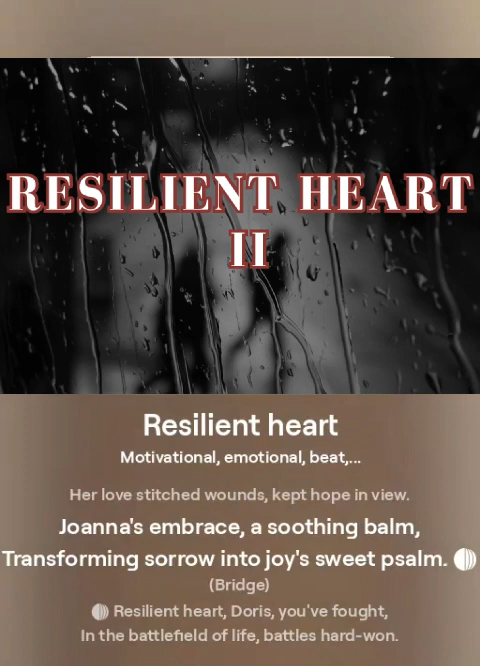 RESILIENT HEART
II
Resilient heart
Motivational, emotional, beat,...
Her love stitched wounds, kept hope in view.
Joanna's embrace, a soothing balm,
Transforming sorrow into joy's sweet psalm.
(Bridge)
Resilient heart, Doris, you've fought,
In the battlefield of life, battles hard-won.